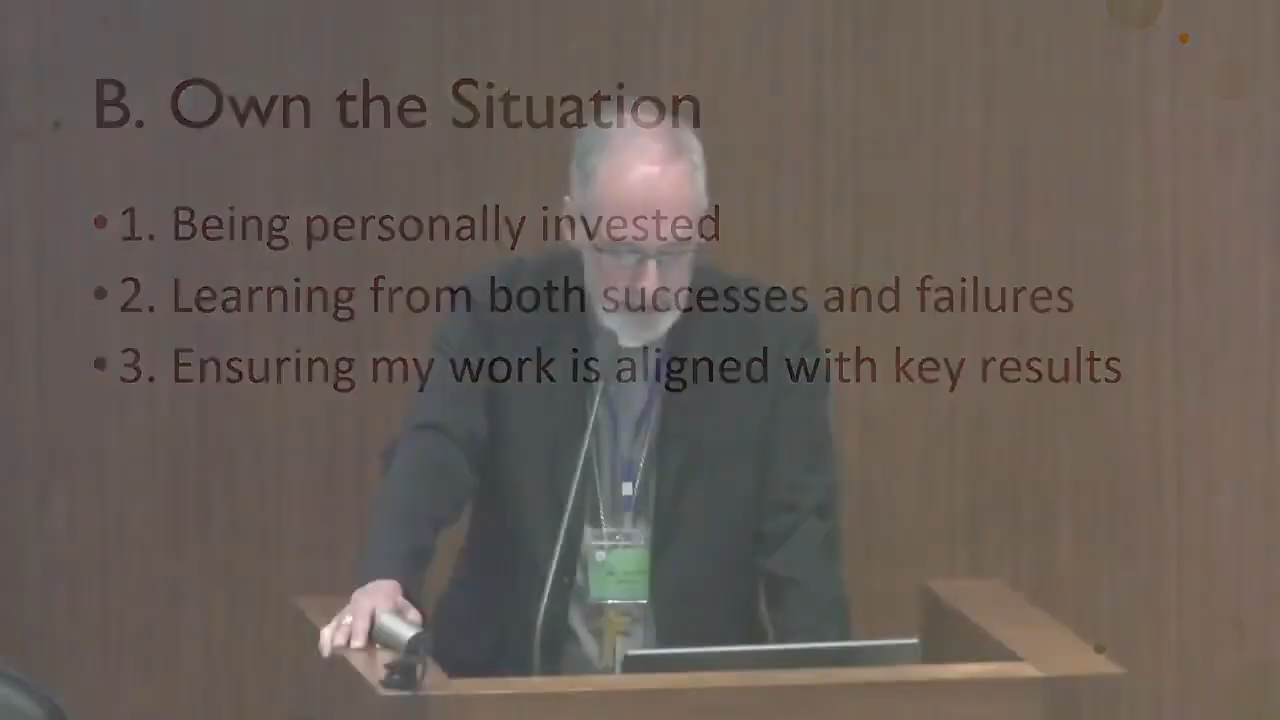 B. Own the Situation
• 1. Being personally invested
• 2. Learning from both successes and failures
• 3. Ensuring my work is aligned with key results